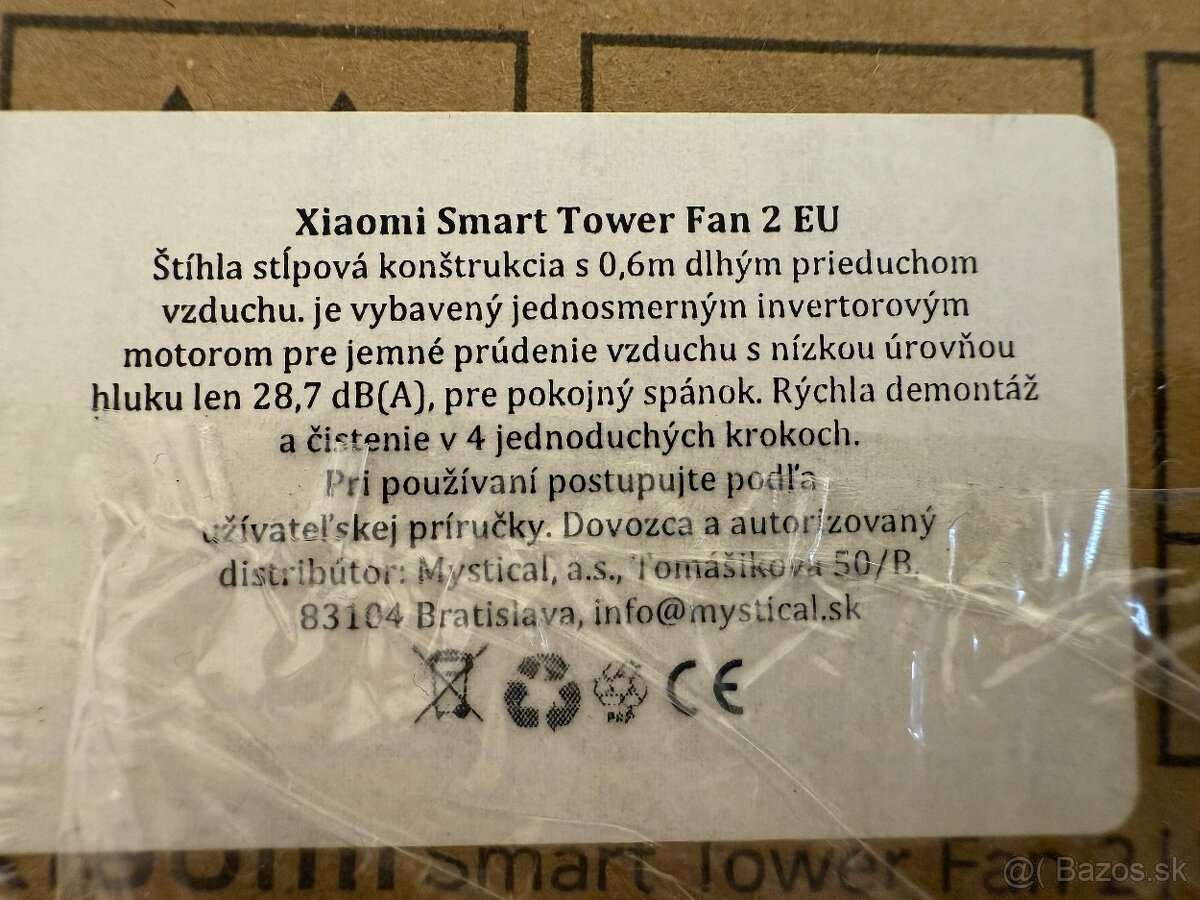 Xiaomi Smart Tower Fan 2 EU
Štíhla stĺpová konštrukcia s 0,6m dlhým prieduchom
vzduchu. je vybavený jednosmerným invertorovým
motorom pre jemné prúdenie vzduchu s nízkou úrovňou
hluku len 28,7 dB(A), pre pokojný spánok. Rýchla demontáž
a čistenie v 4 jednoduchých krokoch.
Pri používaní postupujte podľa
užívateľskej príručky. Dovozca a autorizovaný
distribútor: Mystical, a.s., Tomášikova 50/B,
83104 Bratislava, info@mystical.sk
CE
xiaomi Smart Tower Fan 2
@( Bazos.sk